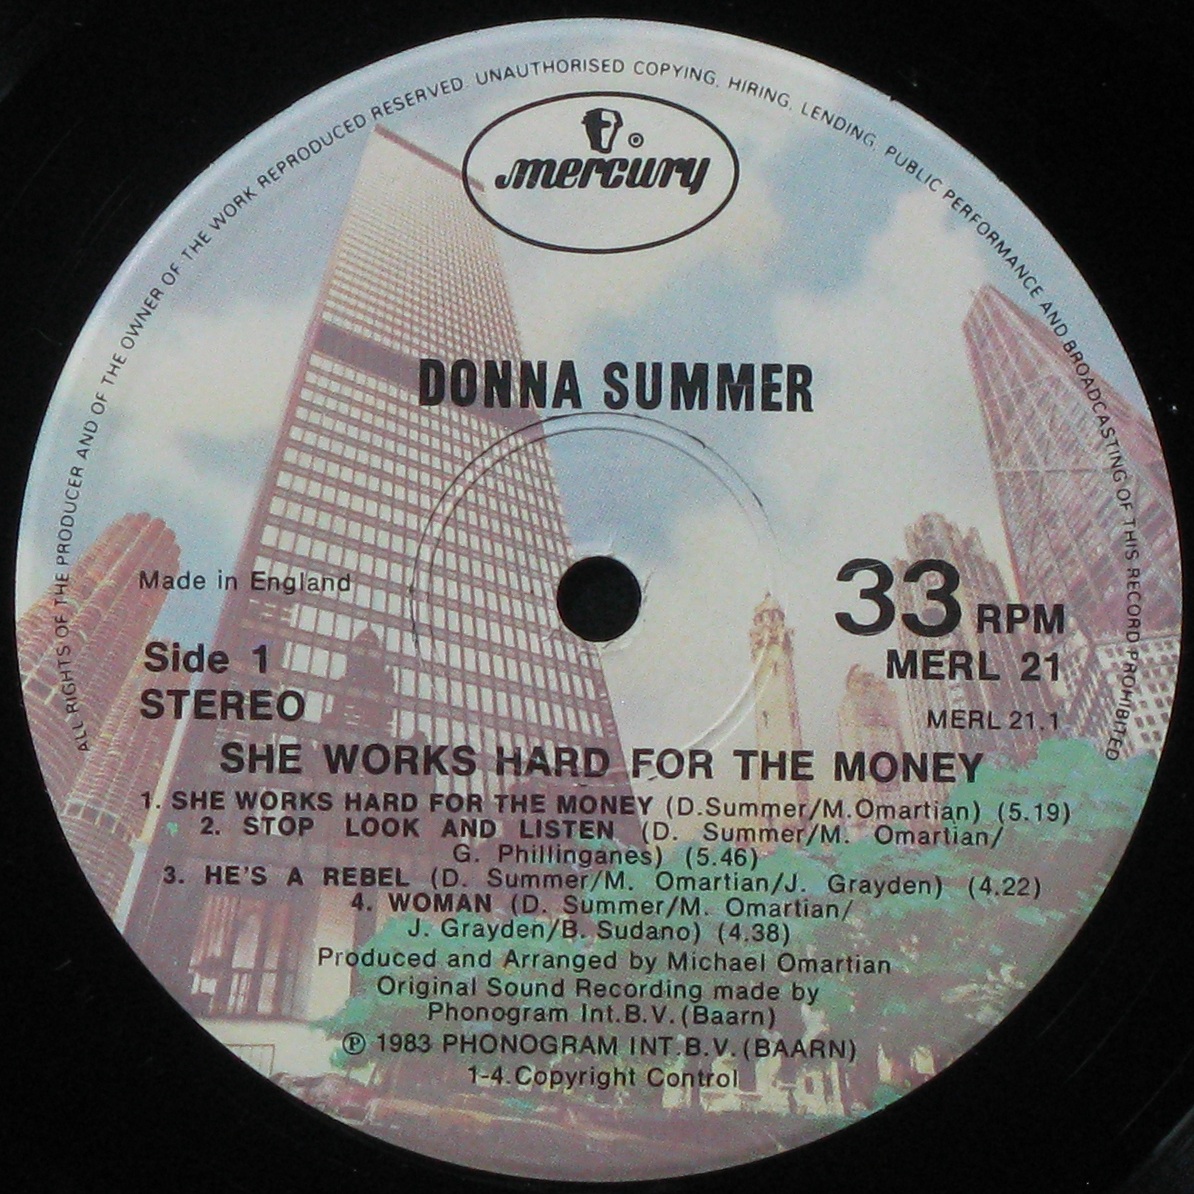 ALL RIGHTS OF THE PRODUCER AND OF THE OWNER OF THE WORK REPRODUCED RESERVED. UNAUTHORISED COPYING, HIRING, LENDING, PUBLIC PERFORMANCE AND BROADCASTING OF THIS RECORD PROHIBITED
mercury ®
DONNA SUMMER
Made in England
33 RPM
Side 1
MERL 21
STEREO
MERL 21.1
SHE WORKS HARD FOR THE MONEY
1. SHE WORKS HARD FOR THE MONEY (D.Summer/M.Omartian) (5.19)
2. STOP LOOK AND LISTEN (D. Summer/M. Omartian/
G. Phillinganes) (5.46)
3. HE'S A REBEL (D. Summer/M. Omartian/J. Grayden) (4.22)
4. WOMAN (D. Summer/M. Omartian/
J. Grayden/B. Sudano) (4.38)
Produced and Arranged by Michael Omartian
Original Sound Recording made by
Phonogram Int.B.V.(Baarn)
℗ 1983 PHONOGRAM INT.B.V.(BAARN)
1-4.Copyright Control